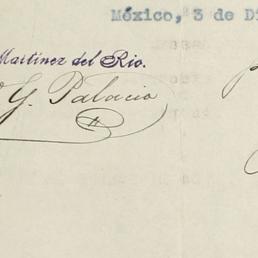 México, 3 de Di
Martinez del Rio.
G. Palacio